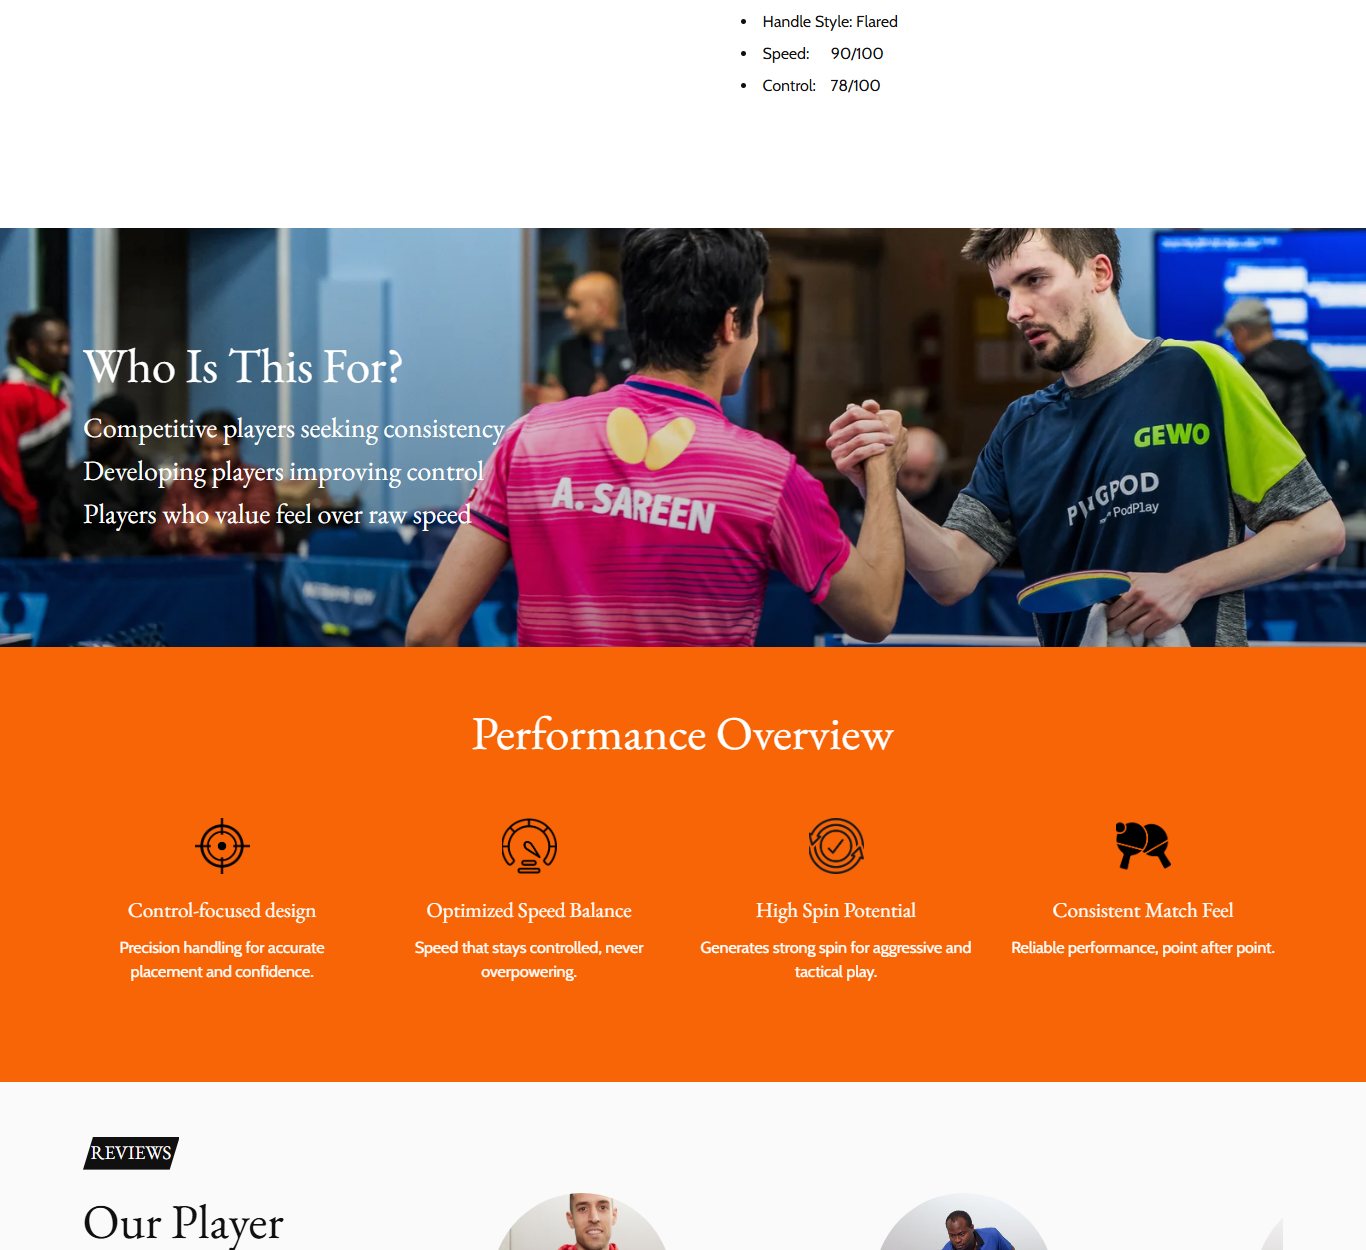 Handle Style: Flared
Speed: 90/100
Control: 78/100
Who Is This For?
Competitive players seeking consistency
Developing players improving control
Players who value feel over raw speed
A. SAREEN
GEWO
PodPlay
Performance Overview
Control-focused design
Precision handling for accurate
placement and confidence.
Optimized Speed Balance
Speed that stays controlled, never
overpowering.
High Spin Potential
Generates strong spin for aggressive and
tactical play.
Consistent Match Feel
Reliable performance, point after point.
REVIEWS
Our Player